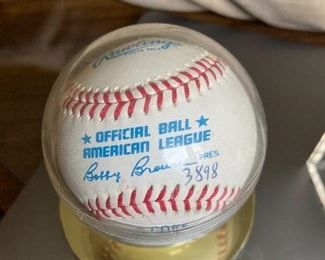 Rawlings
★ OFFICIAL BALL ★
AMERICAN LEAGUE
Bobby Brown PRES
3898